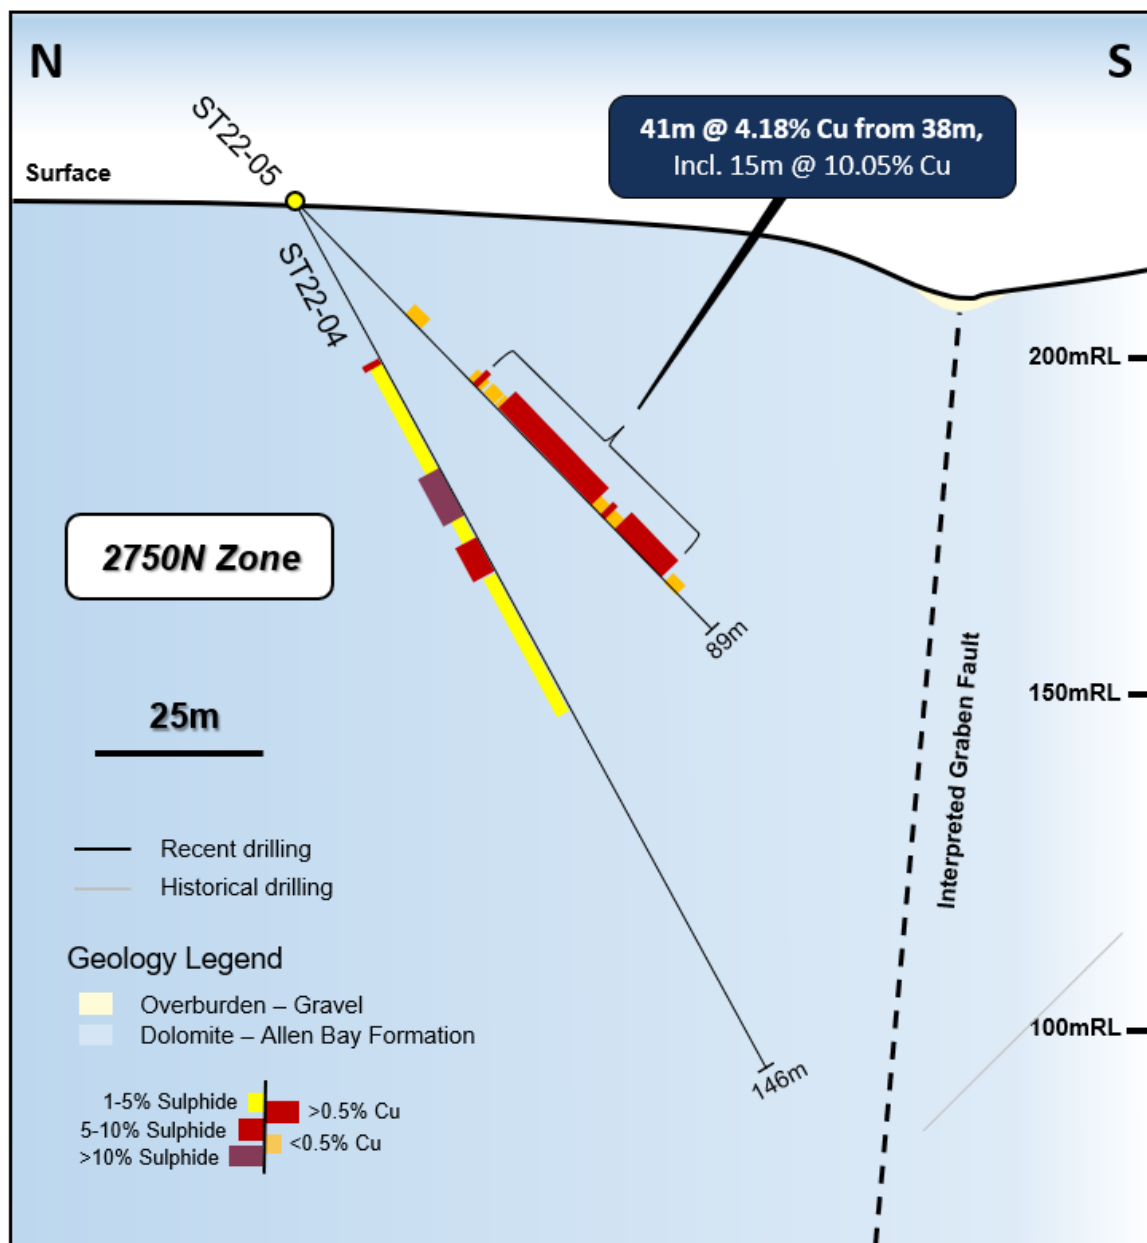 N
S
ST22-05
41m @ 4.18% Cu from 38m,
Incl. 15m @ 10.05% Cu
Surface
ST22-04
200mRL
2750N Zone
89m
150mRL
25m
Interpreted Graben Fault
Recent drilling
Historical drilling
Geology Legend
Overburden – Gravel
Dolomite – Allen Bay Formation
100mRL
146m
1-5% Sulphide
>0.5% Cu
5-10% Sulphide
<0.5% Cu
>10% Sulphide